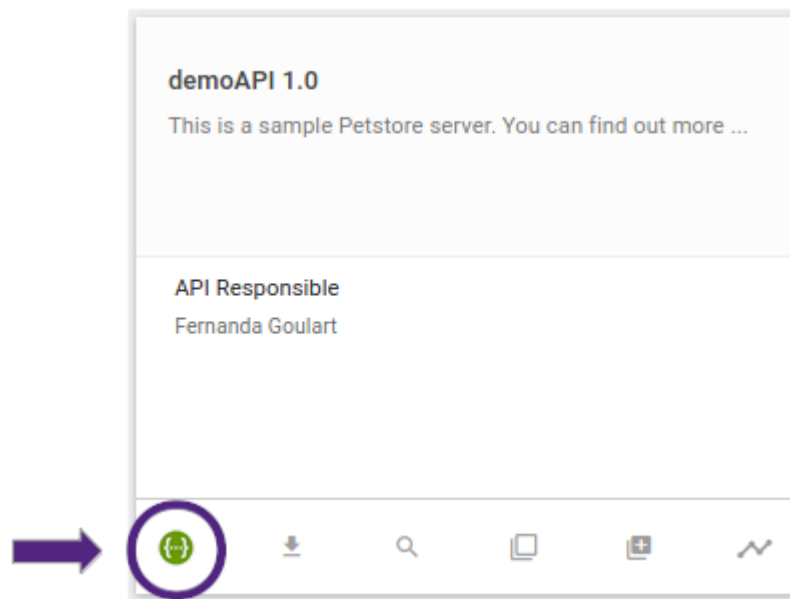 demoAPI 1.0
This is a sample Petstore server. You can find out more ...
API Responsible
Fernanda Goulart